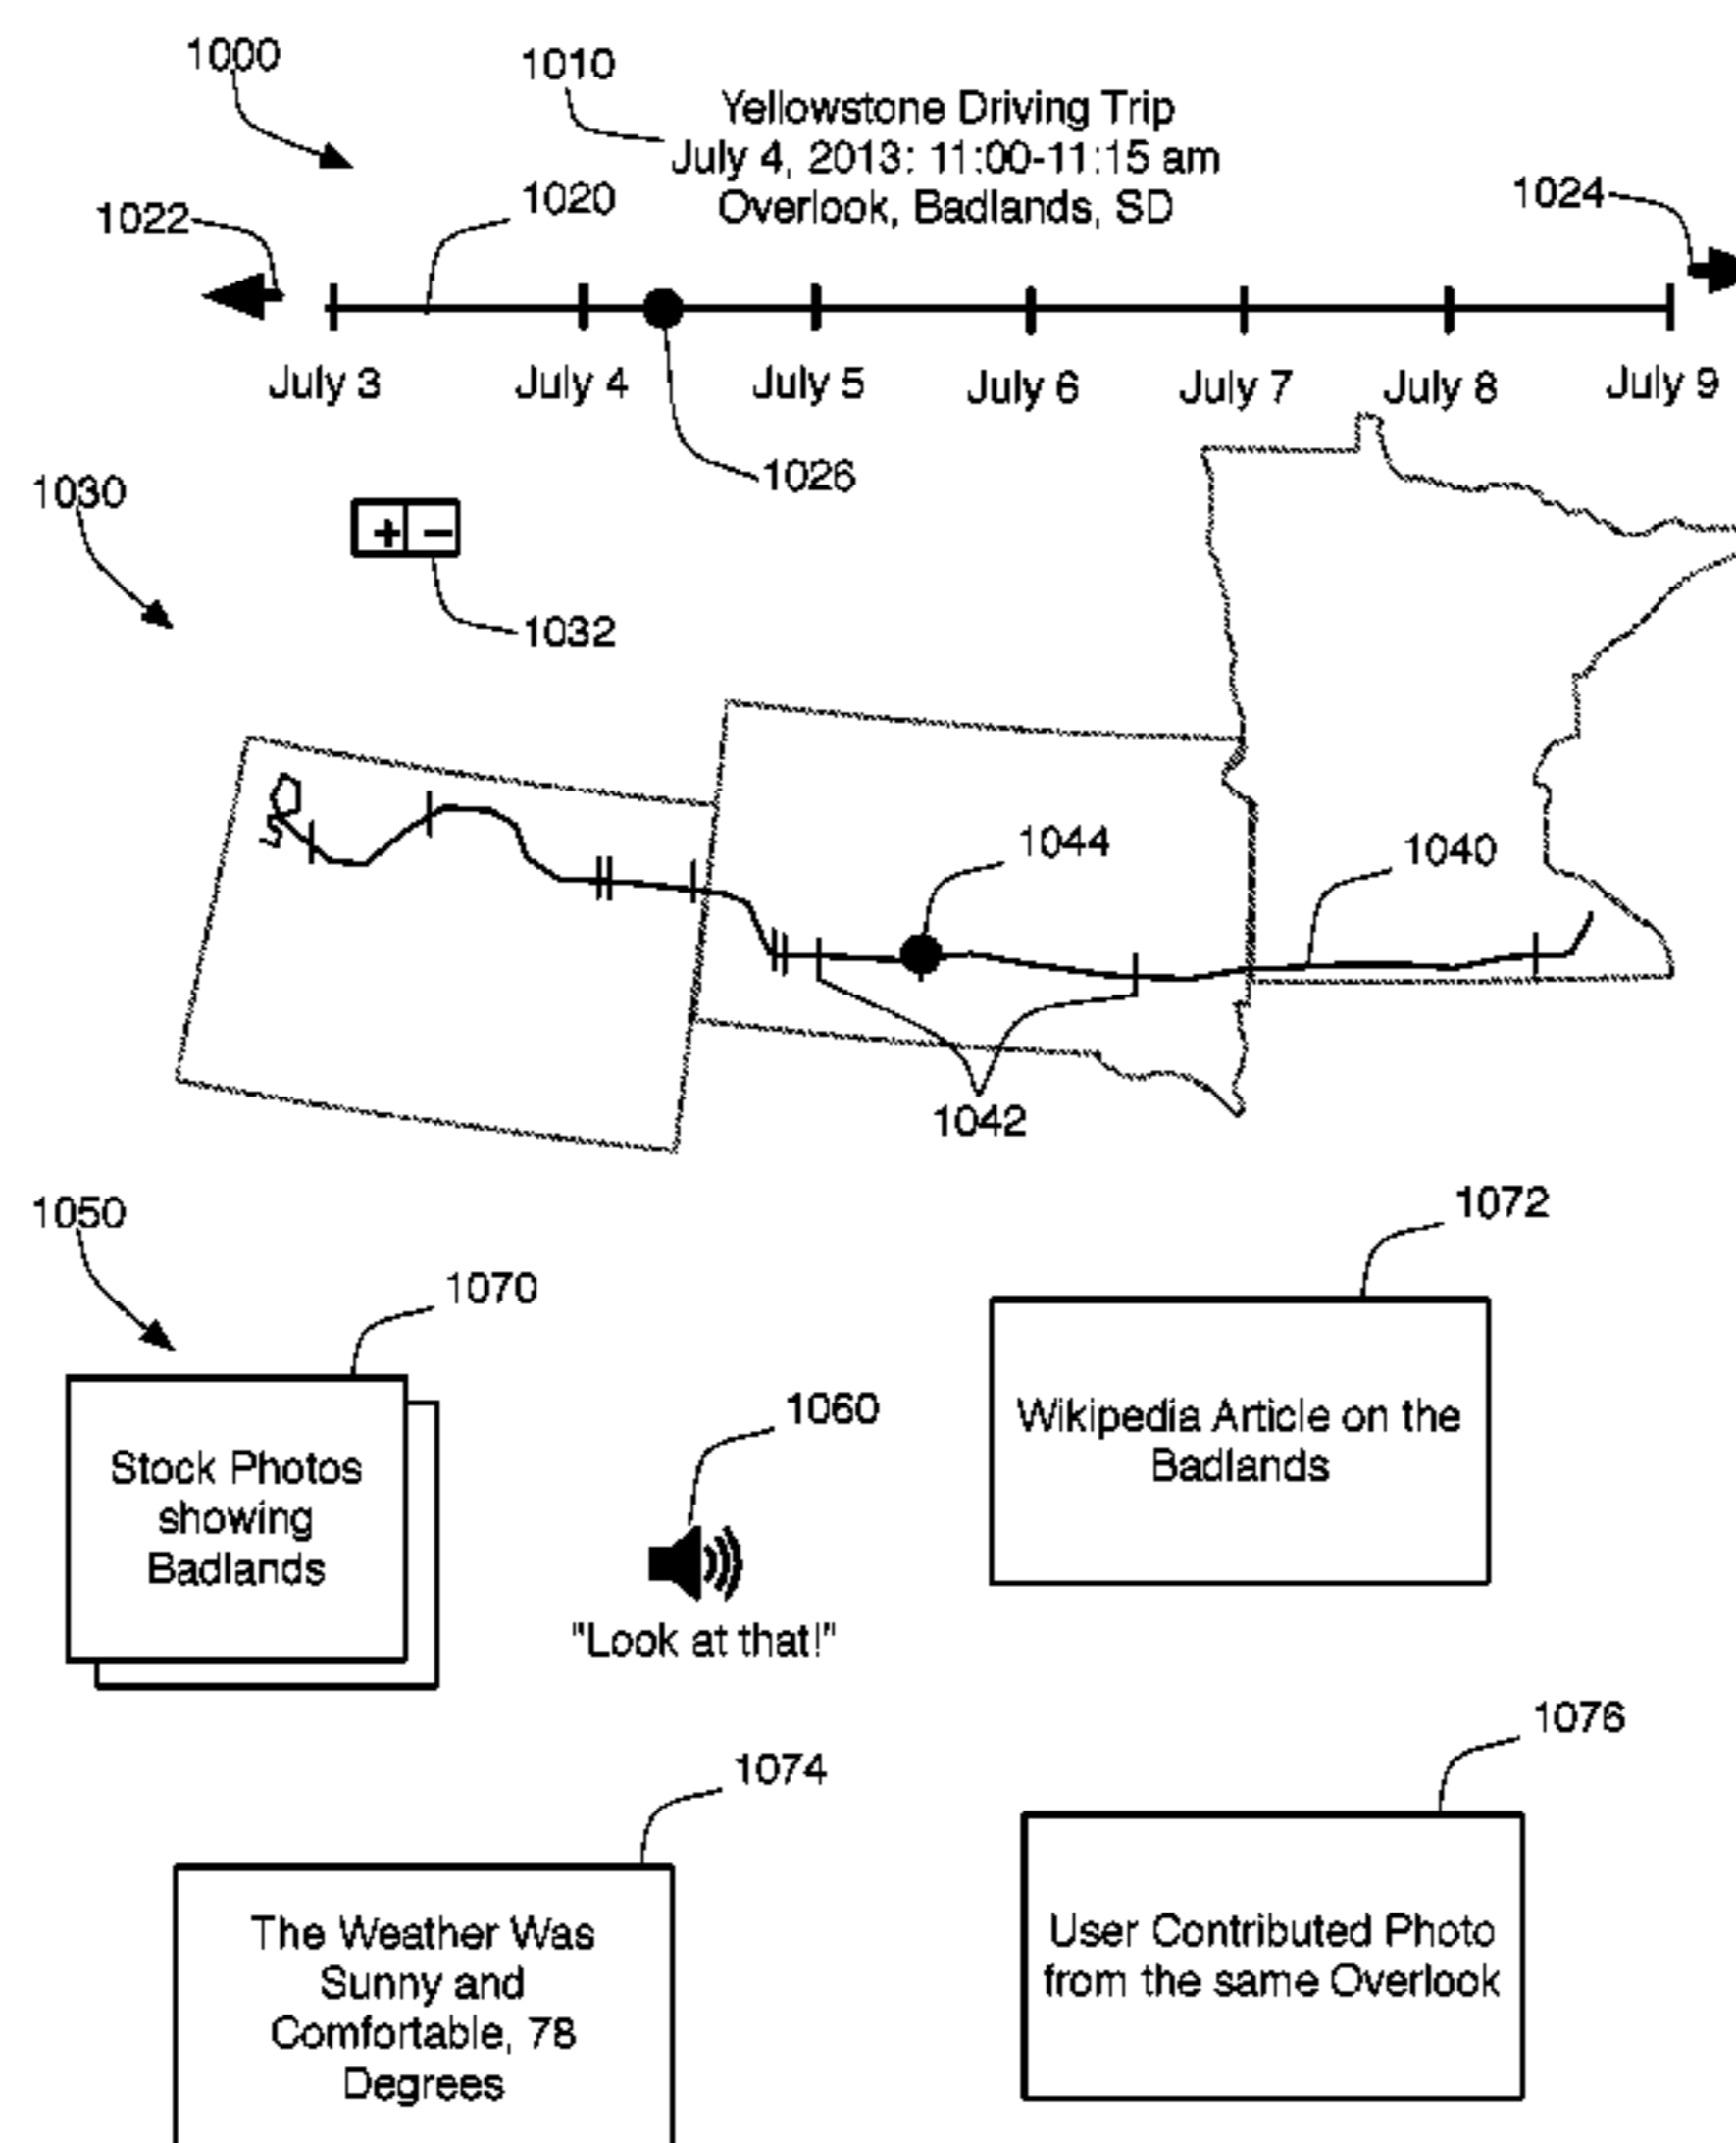 1000
1010
Yellowstone Driving Trip
July 4, 2013: 11:00-11:15 am
Overlook, Badlands, SD
1020
1022
1024
July 3
July 4
July 5
July 6
July 7
July 8
July 9
1026
1030
+ −
1032
1044
1040
1042
1050
1070
1072
1060
Stock Photos
showing
Badlands
"Look at that!"
Wikipedia Article on the
Badlands
1074
1076
The Weather Was
Sunny and
Comfortable, 78
Degrees
User Contributed Photo
from the same Overlook